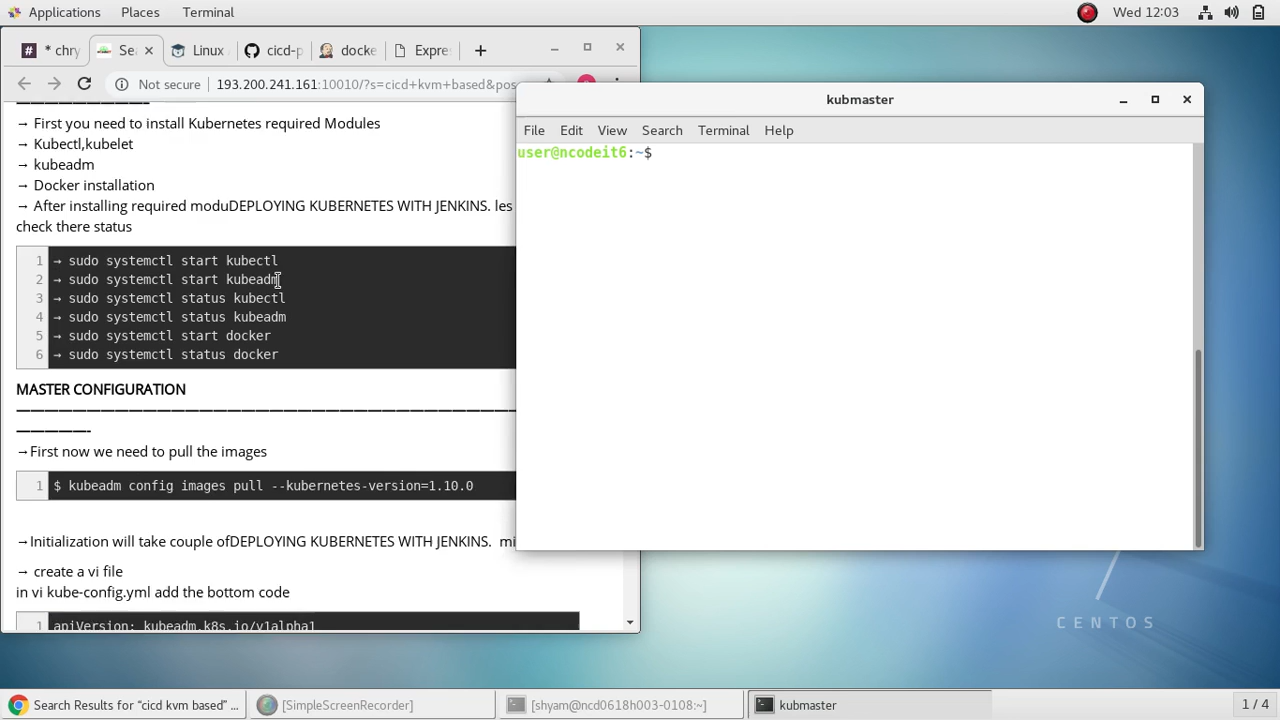 Applications Places Terminal Wed 12:03
* chry Sea Linux cicd-p docke Expre
Not secure 193.200.241.161:10010/?s=cicd+kvm+based&pos
→ First you need to install Kubernetes required Modules
→ Kubectl,kubelet
→ kubeadm
→ Docker installation
→ After installing required moduDEPLOYING KUBERNETES WITH JENKINS. les
check there status
1 → sudo systemctl start kubectl
2 → sudo systemctl start kubeadm
3 → sudo systemctl status kubectl
4 → sudo systemctl status kubeadm
5 → sudo systemctl start docker
6 → sudo systemctl status docker
MASTER CONFIGURATION
→First now we need to pull the images
1 $ kubeadm config images pull --kubernetes-version=1.10.0
→Initialization will take couple ofDEPLOYING KUBERNETES WITH JENKINS. mi
→ create a vi file
in vi kube-config.yml add the bottom code
1 apiVersion: kubeadm.k8s.io/v1alpha1
kubmaster
File Edit View Search Terminal Help
user@ncodeit6:~$
7
CENTOS
Search Results for “cicd kvm based” ... [SimpleScreenRecorder] [shyam@ncd0618h003-0108:~] kubmaster 1 / 4